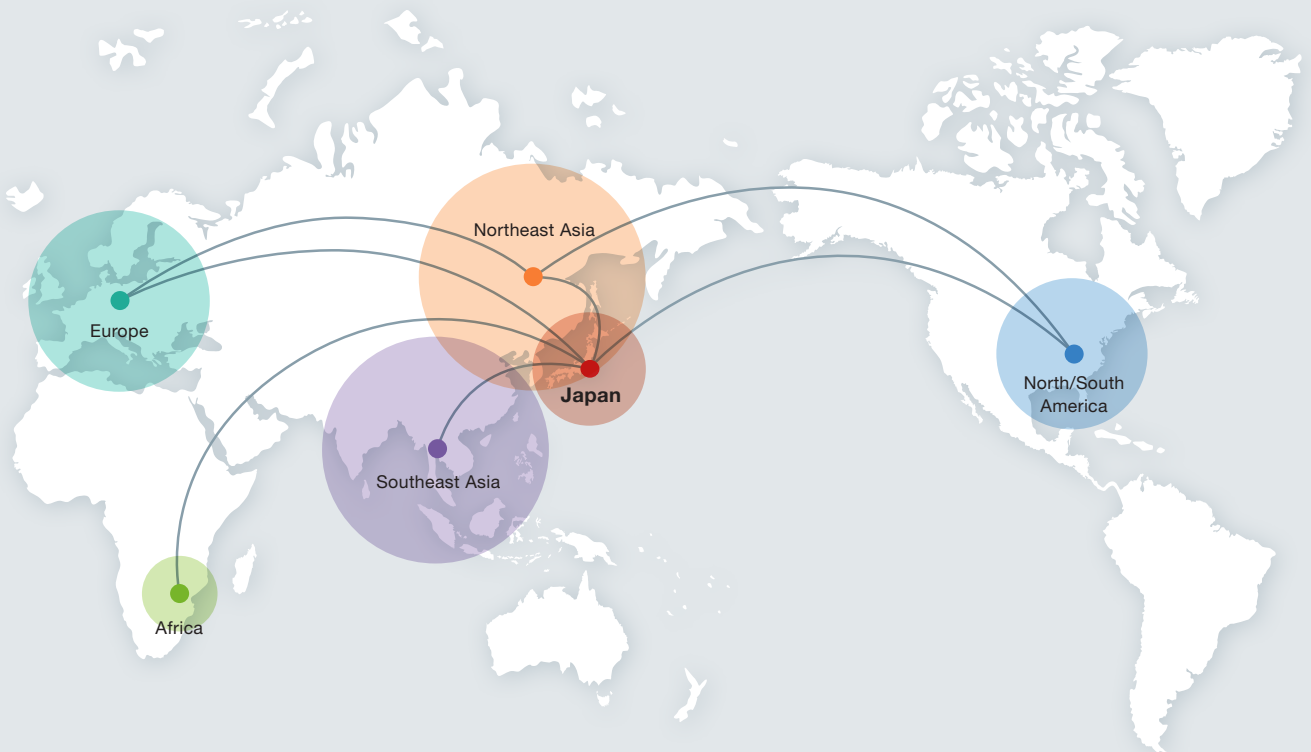 Northeast Asia
Europe
North/South
America
Japan
Southeast Asia
Africa